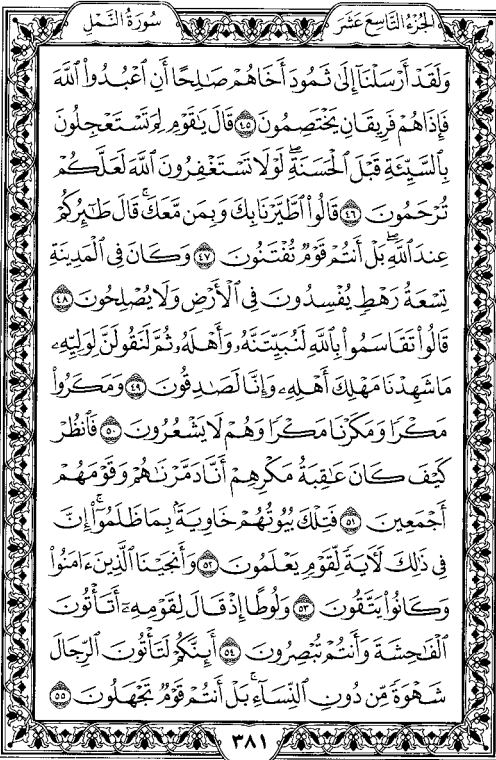 الجزء التاسع عشر
سورة النمل
وَلَقَدْ أَرْسَلْنَآ إِلَىٰ ثَمُودَ أَخَاهُمْ صَٰلِحًا أَنِ ٱعْبُدُوا۟ ٱللَّهَ
فَإِذَا هُمْ فَرِيقَانِ يَخْتَصِمُونَ ٤٥ قَالَ يَٰقَوْمِ لِمَ تَسْتَعْجِلُونَ
بِٱلسَّيِّئَةِ قَبْلَ ٱلْحَسَنَةِ ۖ لَوْلَا تَسْتَغْفِرُونَ ٱللَّهَ لَعَلَّكُمْ
تُرْحَمُونَ ٤٦ قَالُوا۟ ٱطَّيَّرْنَا بِكَ وَبِمَن مَّعَكَ ۚ قَالَ طَٰٓئِرُكُمْ
عِندَ ٱللَّهِ ۖ بَلْ أَنتُمْ قَوْمٌ تُفْتَنُونَ ٤٧ وَكَانَ فِى ٱلْمَدِينَةِ
تِسْعَةُ رَهْطٍ يُفْسِدُونَ فِى ٱلْأَرْضِ وَلَا يُصْلِحُونَ ٤٨
قَالُوا۟ تَقَاسَمُوا۟ بِٱللَّهِ لَنُبَيِّتَنَّهُۥ وَأَهْلَهُۥ ثُمَّ لَنَقُولَنَّ لِوَلِيِّهِۦ
مَا شَهِدْنَا مَهْلِكَ أَهْلِهِۦ وَإِنَّا لَصَٰدِقُونَ ٤٩ وَمَكَرُوا۟
مَكْرًا وَمَكَرْنَا مَكْرًا وَهُمْ لَا يَشْعُرُونَ ٥٠ فَٱنظُرْ
كَيْفَ كَانَ عَٰقِبَةُ مَكْرِهِمْ أَنَّا دَمَّرْنَٰهُمْ وَقَوْمَهُمْ
أَجْمَعِينَ ٥١ فَتِلْكَ بُيُوتُهُمْ خَاوِيَةًۢ بِمَا ظَلَمُوٓا۟ ۗ إِنَّ
فِى ذَٰلِكَ لَءَايَةً لِّقَوْمٍ يَعْلَمُونَ ٥٢ وَأَنجَيْنَا ٱلَّذِينَ ءَامَنُوا۟
وَكَانُوا۟ يَتَّقُونَ ٥٣ وَلُوطًا إِذْ قَالَ لِقَوْمِهِۦٓ أَتَأْتُونَ
ٱلْفَٰحِشَةَ وَأَنتُمْ تُبْصِرُونَ ٥٤ أَئِنَّكُمْ لَتَأْتُونَ ٱلرِّجَالَ
شَهْوَةً مِّن دُونِ ٱلنِّسَآءِ ۚ بَلْ أَنتُمْ قَوْمٌ تَجْهَلُونَ ٥٥
٣٨١